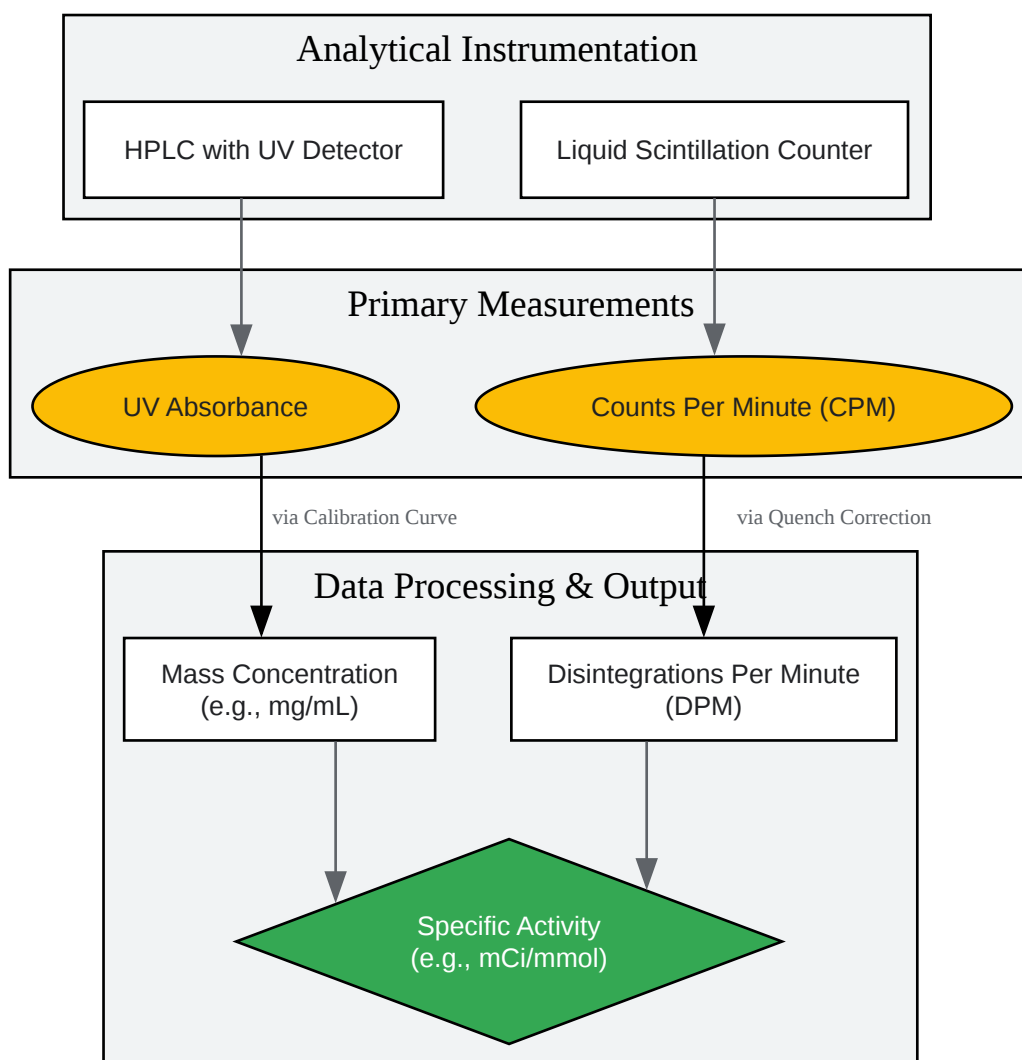 Analytical Instrumentation
HPLC with UV Detector
Liquid Scintillation Counter
Primary Measurements
UV Absorbance
Counts Per Minute (CPM)
via Calibration Curve
via Quench Correction
Data Processing & Output
Mass Concentration
(e.g., mg/mL)
Disintegrations Per Minute
(DPM)
Specific Activity
(e.g., mCi/mmol)